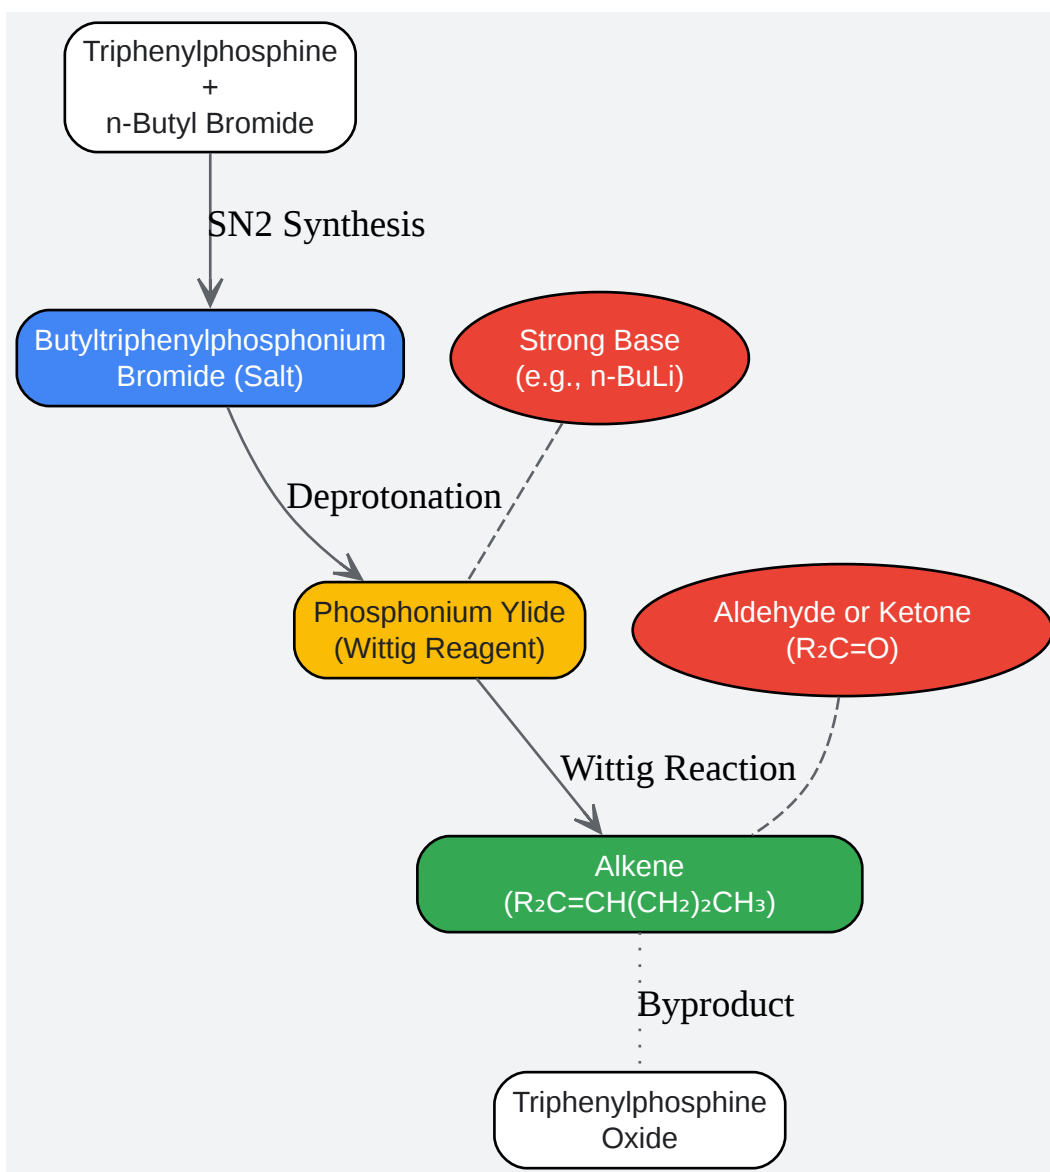 Triphenylphosphine
+
n-Butyl Bromide
SN2 Synthesis
Butyltriphenylphosphonium
Bromide (Salt)
Strong Base
(e.g., n-BuLi)
Deprotonation
Phosphonium Ylide
(Wittig Reagent)
Aldehyde or Ketone
(R₂C=O)
Wittig Reaction
Alkene
(R₂C=CH(CH₂)₂CH₃)
Byproduct
Triphenylphosphine
Oxide